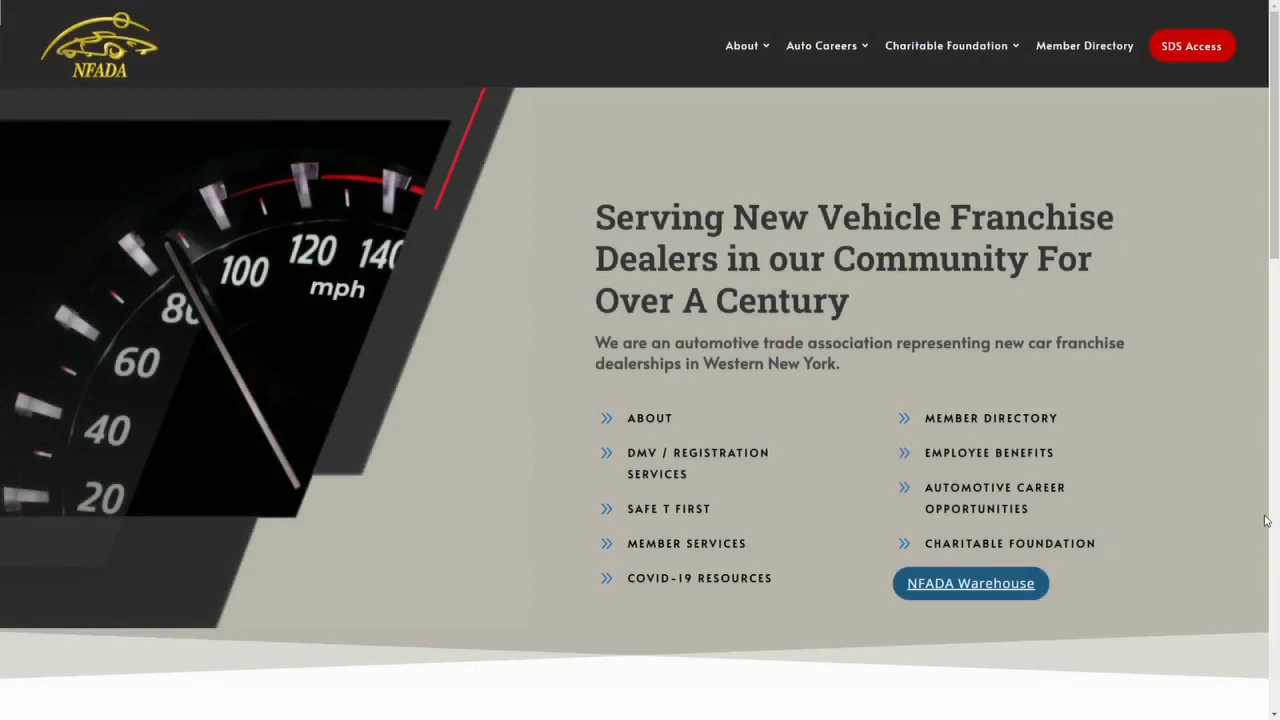 NFADA
About
Auto Careers
Charitable Foundation
Member Directory
SDS Access
20
40
60
80
100
120
140
mph
Serving New Vehicle Franchise
Dealers in our Community For
Over A Century
We are an automotive trade association representing new car franchise
dealerships in Western New York.
ABOUT
DMV / REGISTRATION
SERVICES
SAFE T FIRST
MEMBER SERVICES
COVID-19 RESOURCES
MEMBER DIRECTORY
EMPLOYEE BENEFITS
AUTOMOTIVE CAREER
OPPORTUNITIES
CHARITABLE FOUNDATION
NFADA Warehouse